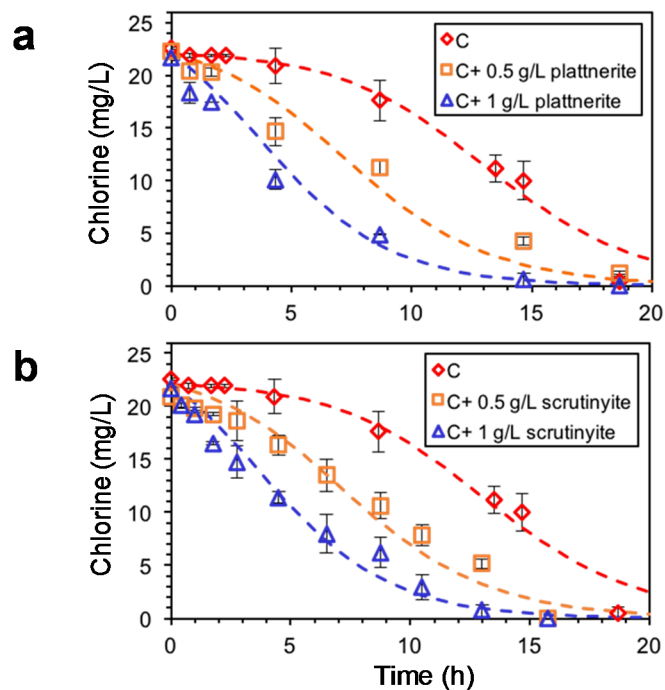 a
Chlorine (mg/L)
25
20
15
10
5
0
0
5
10
15
20
C
C+ 0.5 g/L plattnerite
C+ 1 g/L plattnerite
b
Chlorine (mg/L)
25
20
15
10
5
0
0
5
10
15
20
C
C+ 0.5 g/L scrutinyite
C+ 1 g/L scrutinyite
Time (h)